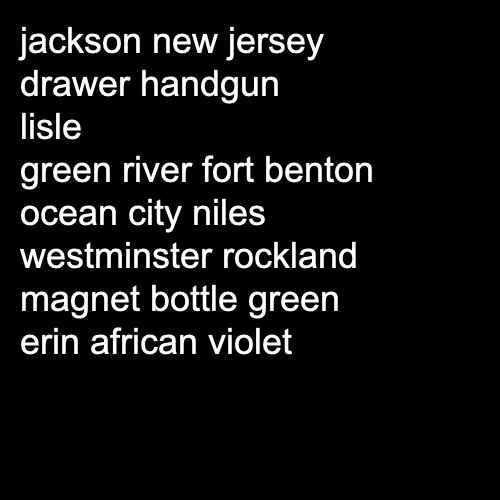 jackson new jersey
drawer handgun
lisle
green river fort benton
ocean city niles
westminster rockland
magnet bottle green
erin african violet